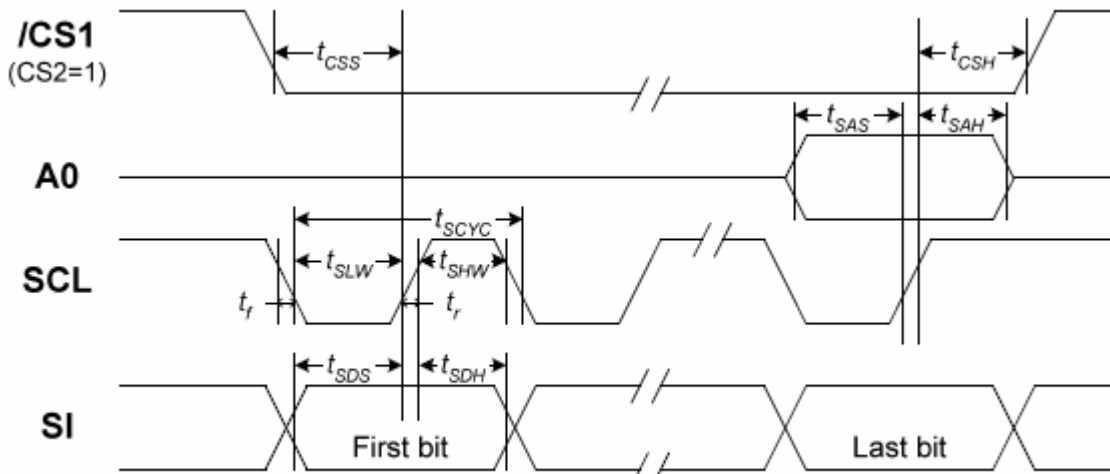 /CS1
(CS2=1)
tCSS
tCSH
tSAS
tSAH
A0
tSCYC
tSLW
tSHW
SCL
tf
tr
tSDS
tSDH
SI
First bit
Last bit